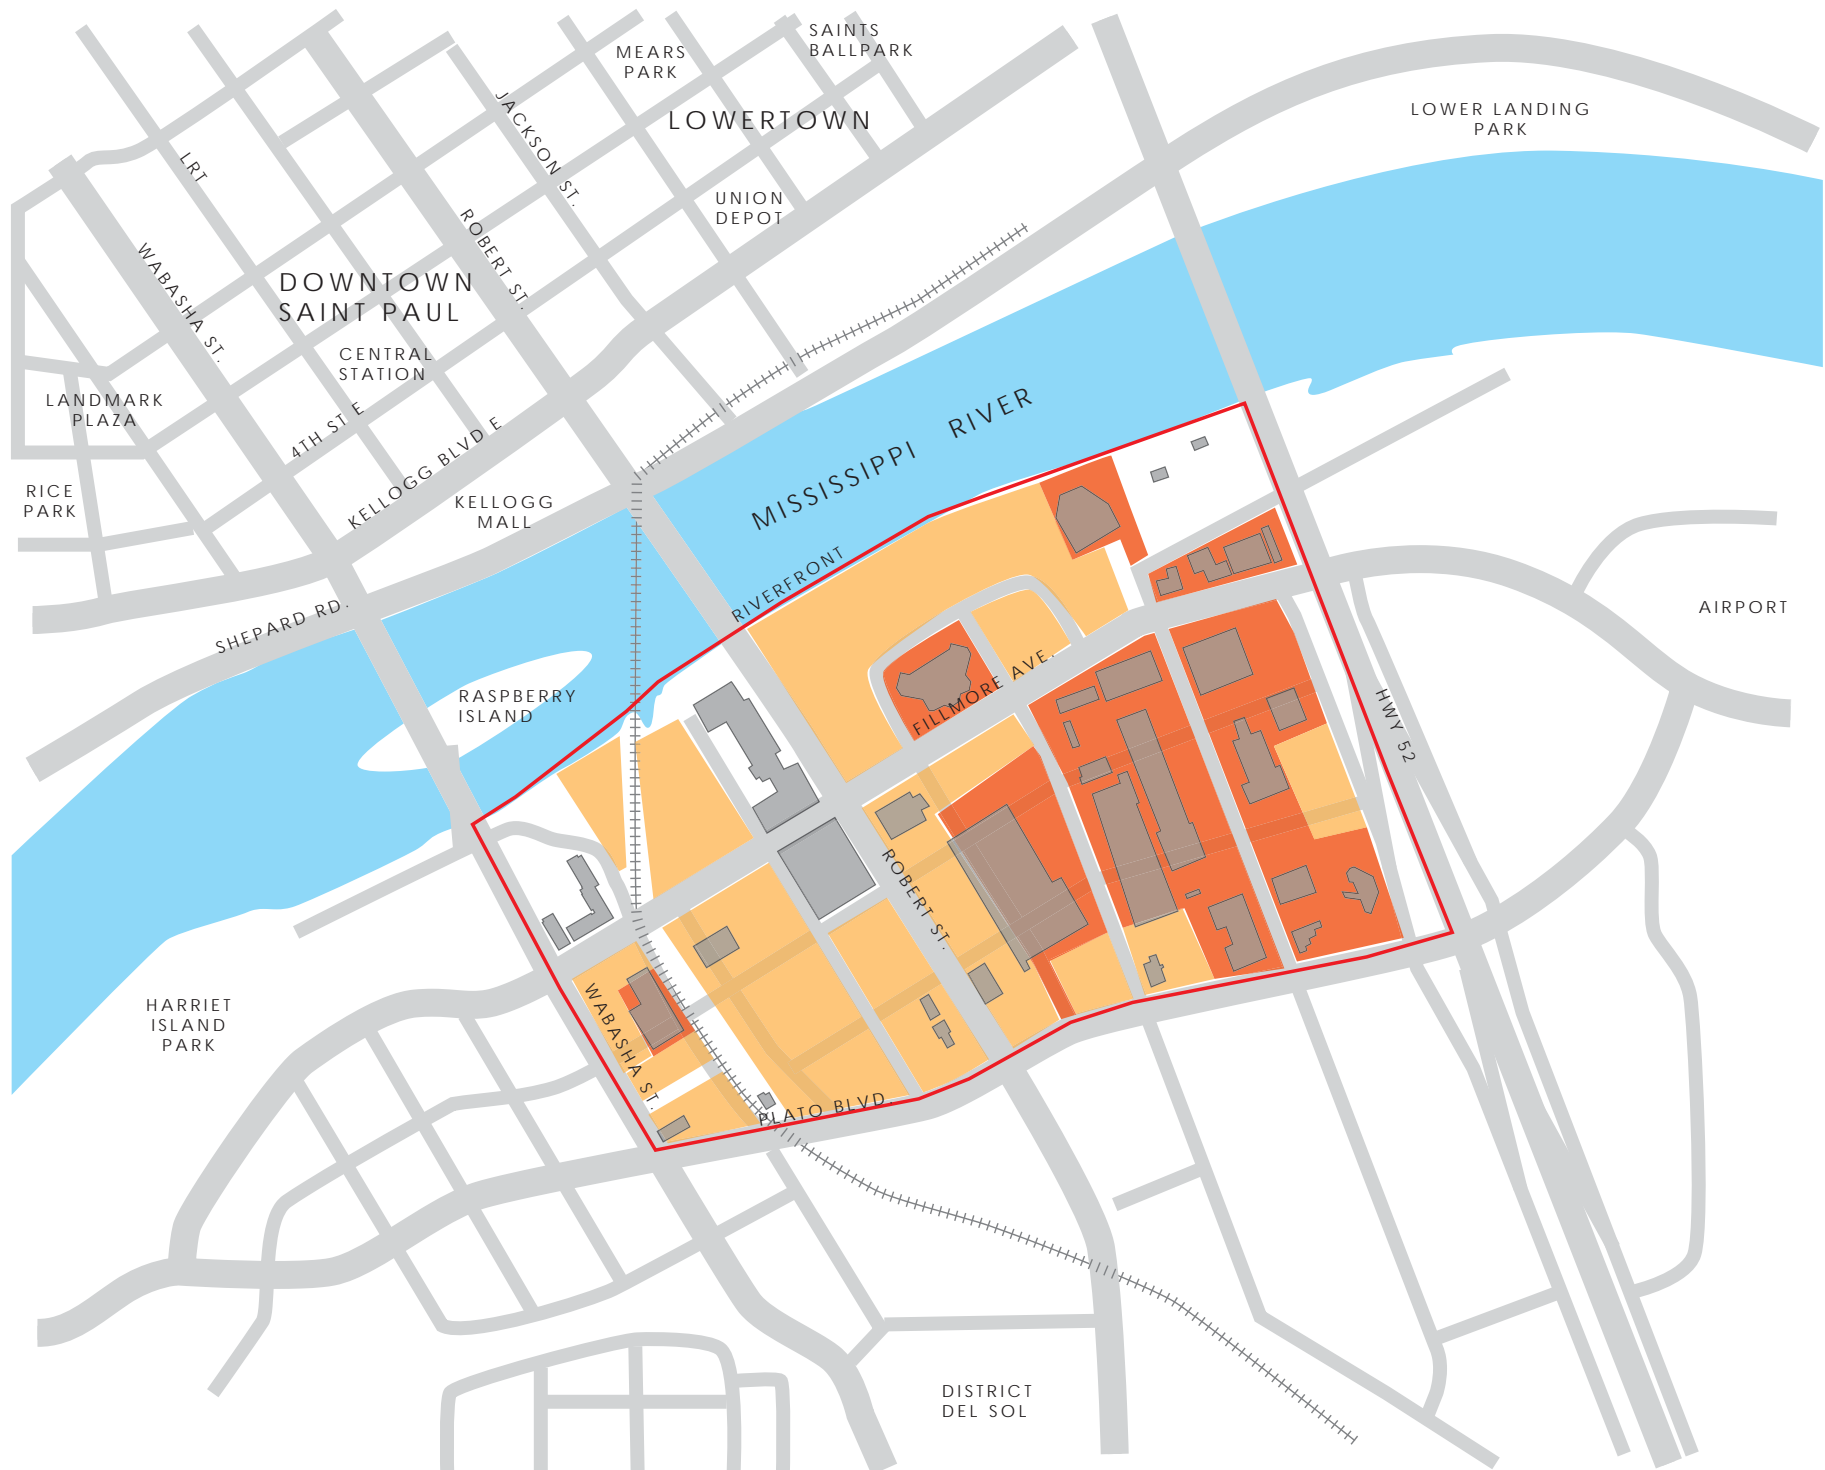 SAINTS
BALLPARK
MEARS
PARK
LOWERTOWN
LOWER LANDING
PARK
JACKSON ST.
LRT
UNION
DEPOT
ROBERT ST.
WABASHA ST.
DOWNTOWN
SAINT PAUL
CENTRAL
STATION
LANDMARK
PLAZA
4TH ST E
KELLOGG BLVD E
KELLOGG
MALL
RICE
PARK
MISSISSIPPI RIVER
RIVERFRONT
SHEPARD RD.
AIRPORT
RASPBERRY
ISLAND
FILLMORE AVE.
HWY 52
ROBERT ST.
HARRIET
ISLAND
PARK
WABASHA ST.
PLATO BLVD.
DISTRICT
DEL SOL